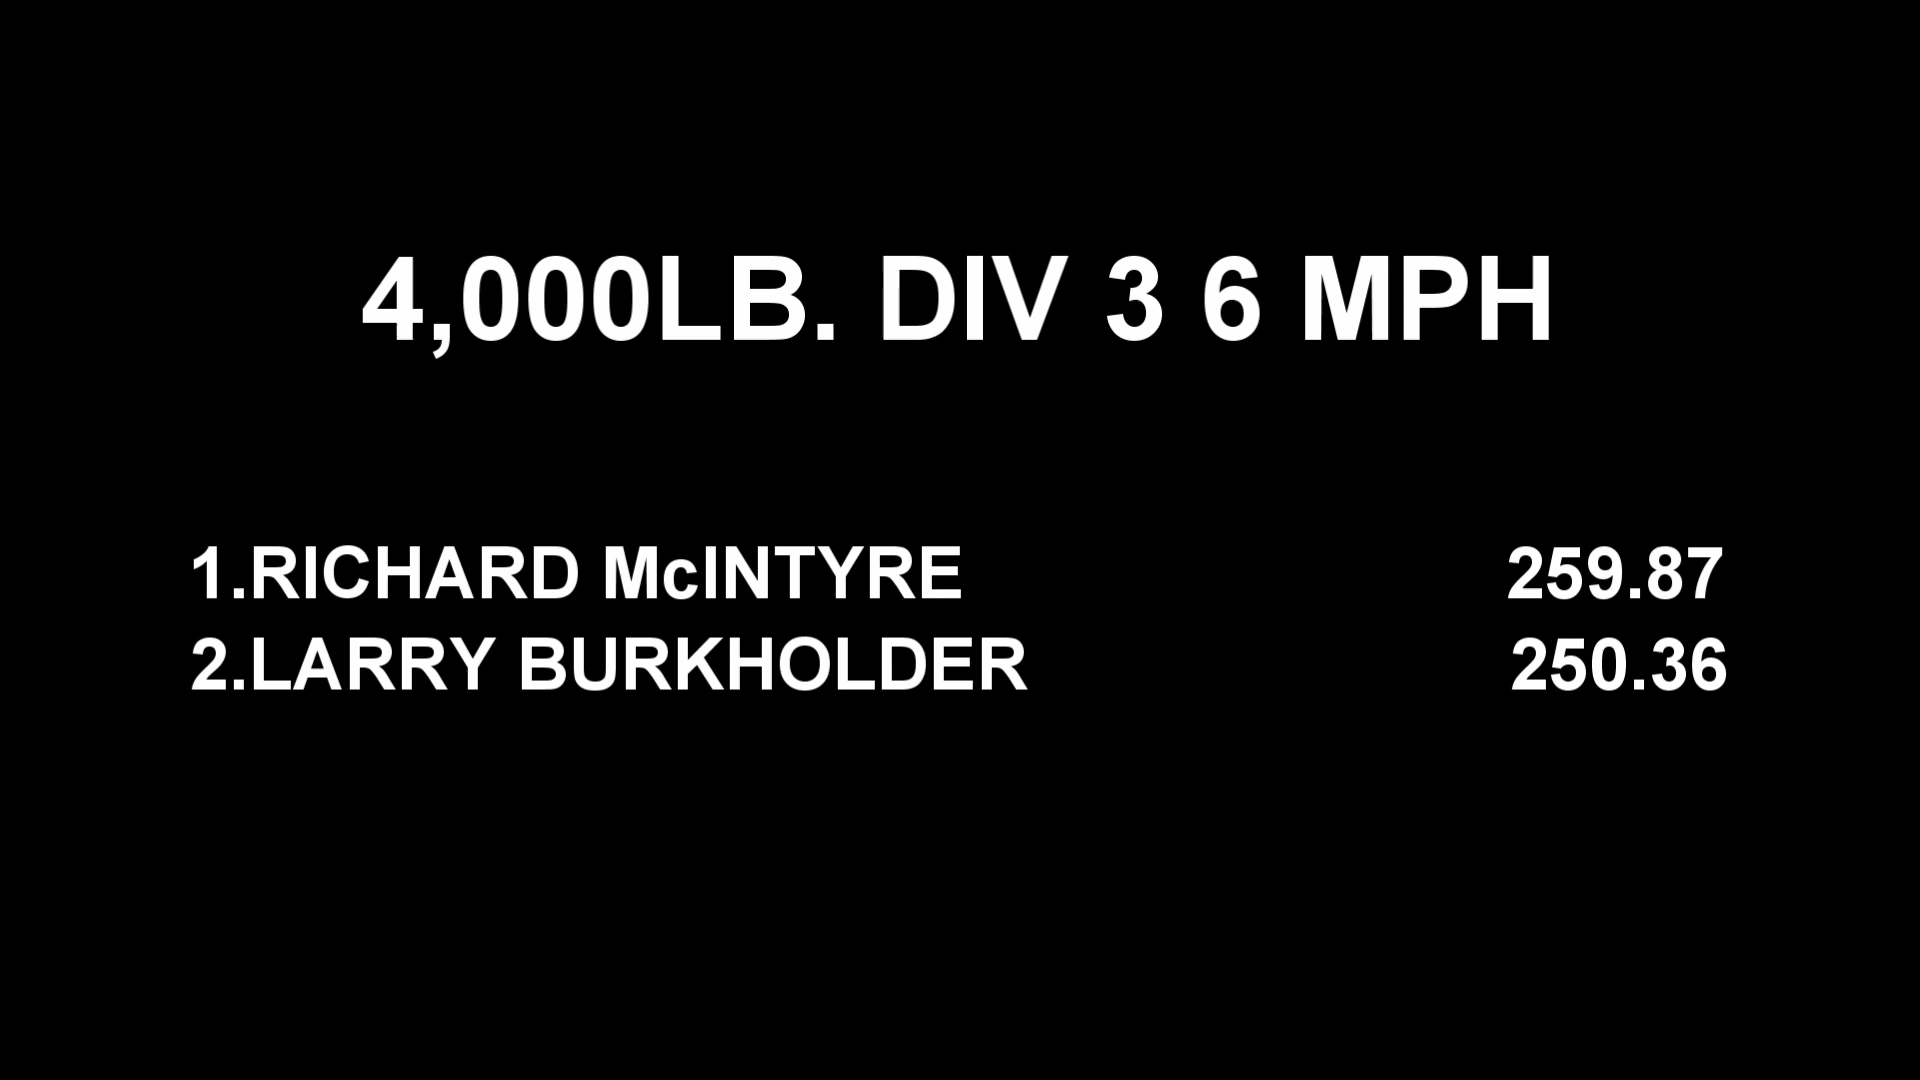 4,000LB. DIV 3 6 MPH
1.RICHARD McINTYRE 259.87
2.LARRY BURKHOLDER 250.36